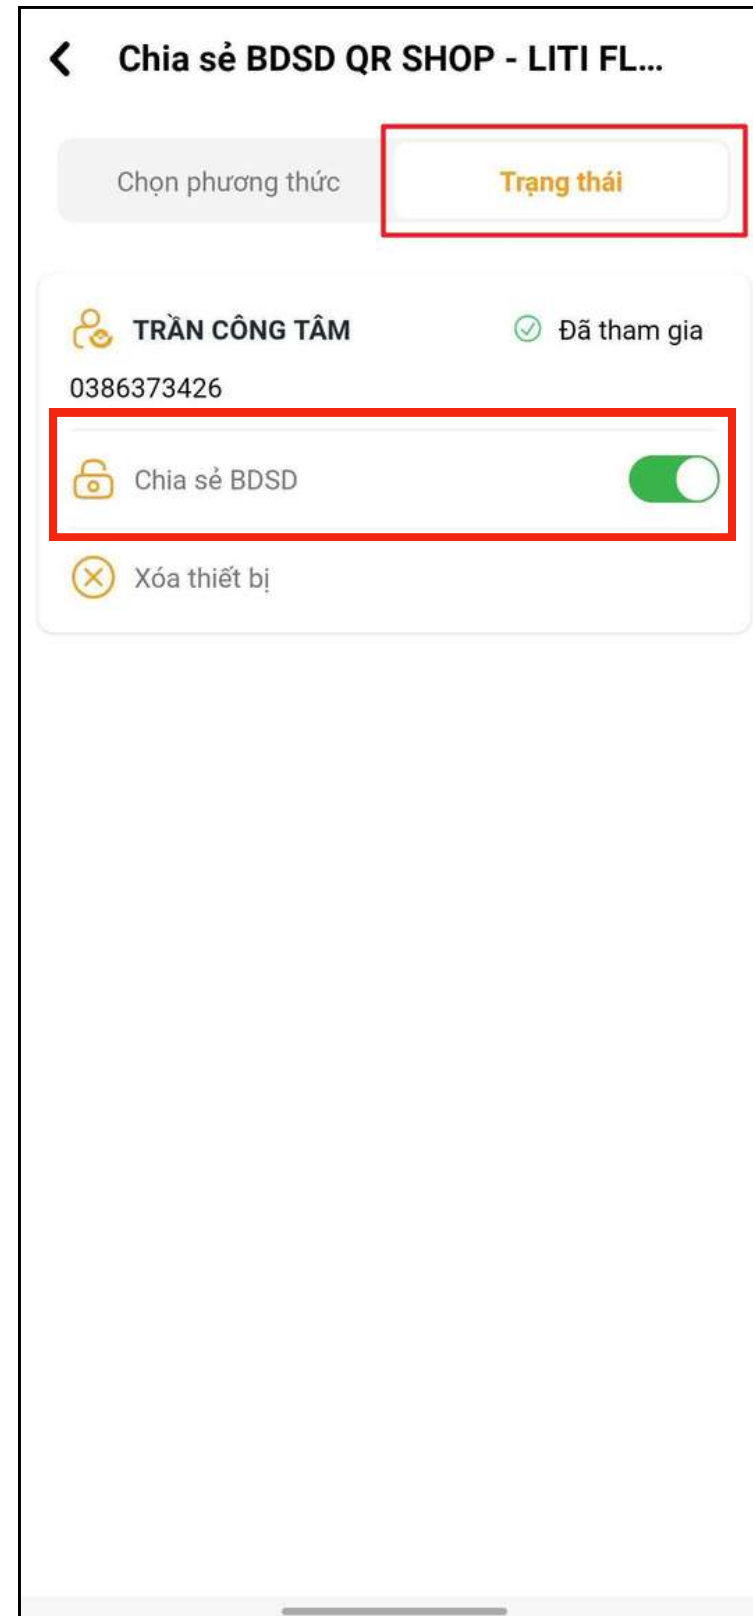 Chia sẻ BDSD QR SHOP - LITI FL...
Chọn phương thức
Trạng thái
TRẦN CÔNG TÂM
Đã tham gia
0386373426
Chia sẻ BDSD
Xóa thiết bị